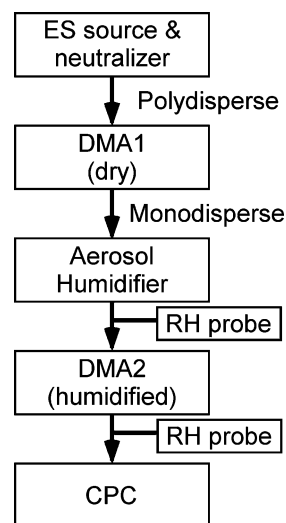 ES source &
neutralizer
Polydisperse
DMA1
(dry)
Monodisperse
Aerosol
Humidifier
RH probe
DMA2
(humidified)
RH probe
CPC